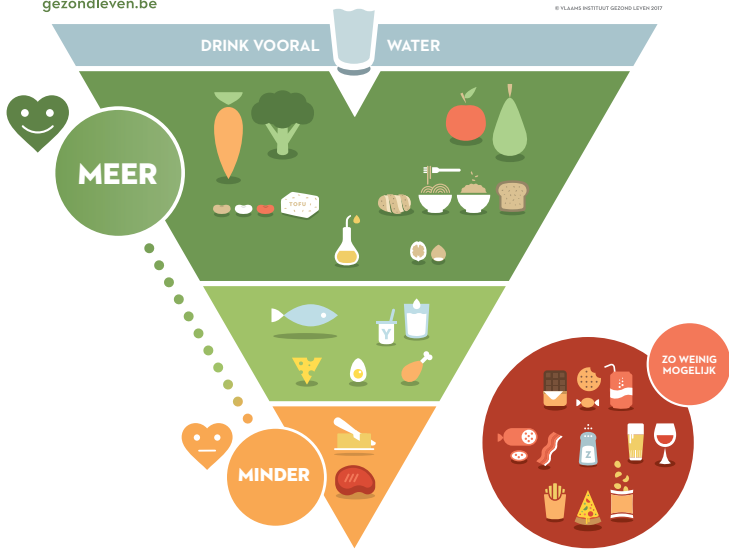 gezondleven.be
© VLAAMS INSTITUUT GEZOND LEVEN 2017
DRINK VOORAL WATER
MEER
TOFU
Y
ZO WEINIG
MOGELIJK
MINDER
Z